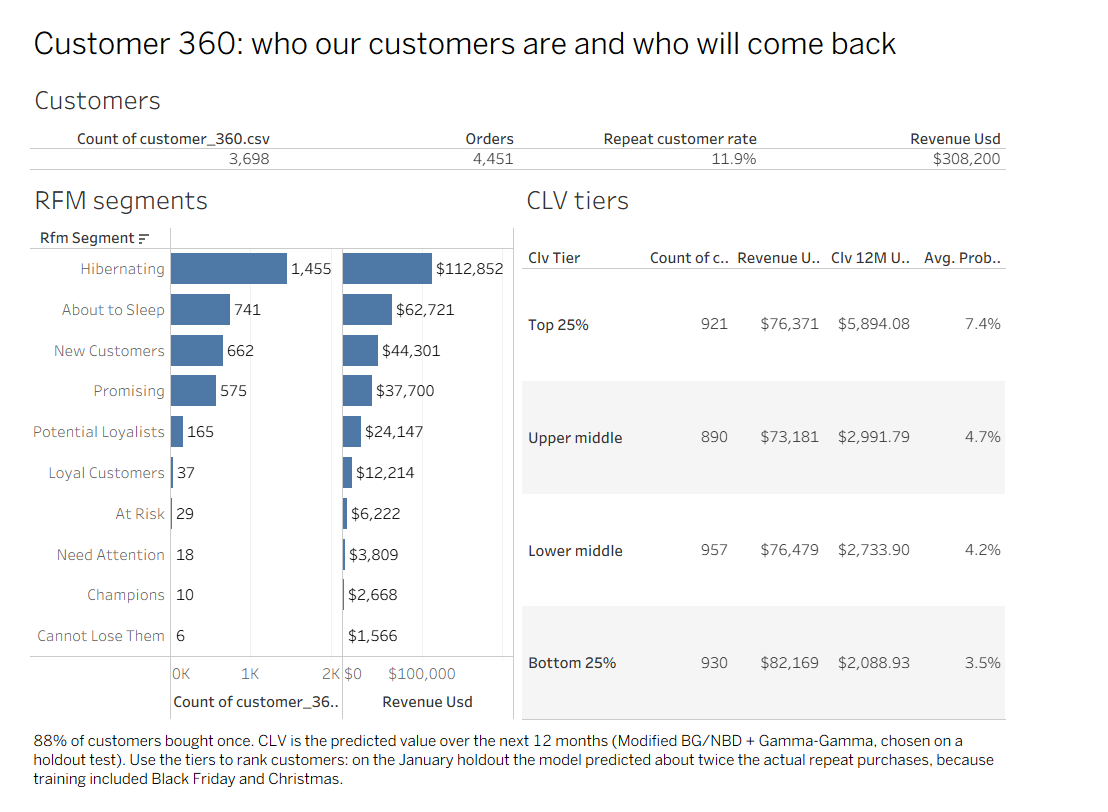 Customer 360: who our customers are and who will come back
Customers
Count of customer_360.csv Orders Repeat customer rate Revenue Usd
3,698 4,451 11.9% $308,200
RFM segments
Rfm Segment
Hibernating 1,455 $112,852
About to Sleep 741 $62,721
New Customers 662 $44,301
Promising 575 $37,700
Potential Loyalists 165 $24,147
Loyal Customers 37 $12,214
At Risk 29 $6,222
Need Attention 18 $3,809
Champions 10 $2,668
Cannot Lose Them 6 $1,566
0K 1K 2K $0 $100,000
Count of customer_36.. Revenue Usd
CLV tiers
Clv Tier Count of c.. Revenue U.. Clv 12M U.. Avg. Prob..
Top 25% 921 $76,371 $5,894.08 7.4%
Upper middle 890 $73,181 $2,991.79 4.7%
Lower middle 957 $76,479 $2,733.90 4.2%
Bottom 25% 930 $82,169 $2,088.93 3.5%
88% of customers bought once. CLV is the predicted value over the next 12 months (Modified BG/NBD + Gamma-Gamma, chosen on a
holdout test). Use the tiers to rank customers: on the January holdout the model predicted about twice the actual repeat purchases, because
training included Black Friday and Christmas.